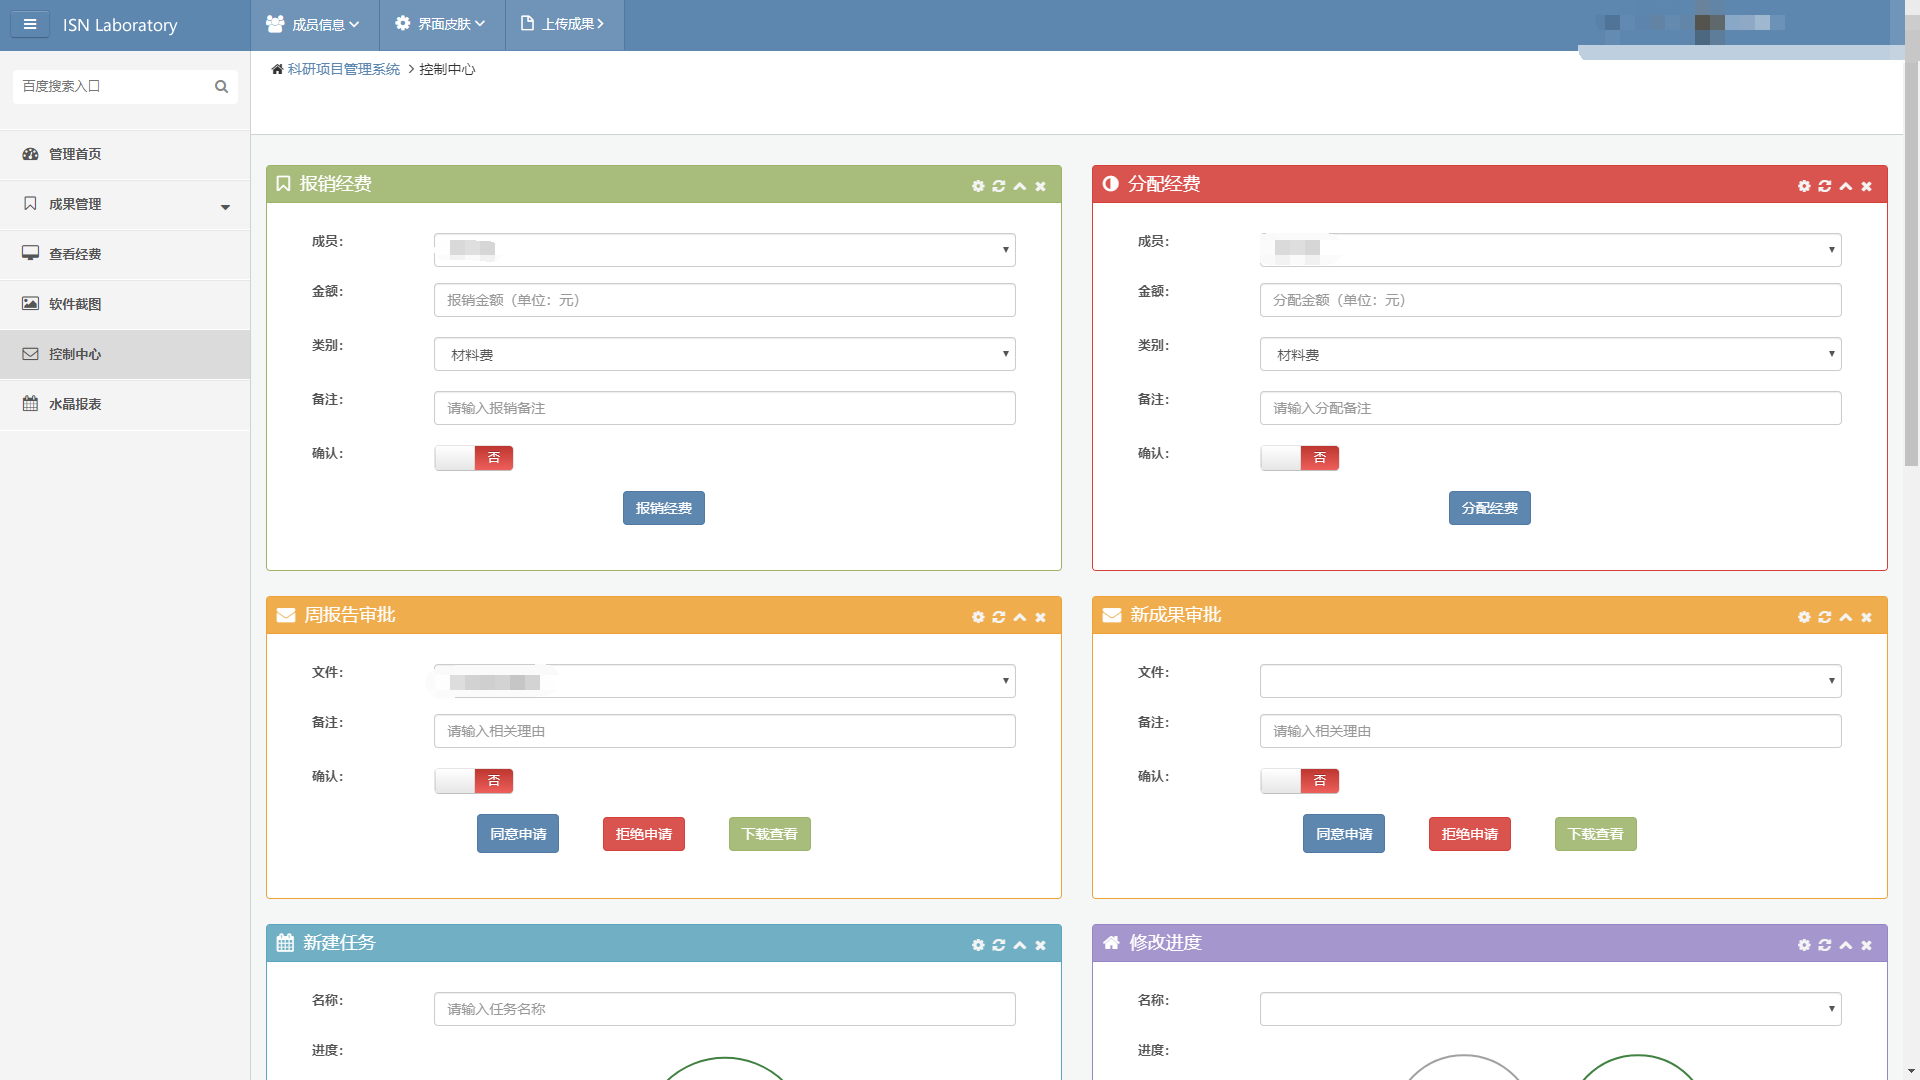 ISN Laboratory
成员信息
界面皮肤
上传成果
百度搜索入口
科研项目管理系统 > 控制中心
管理首页
成果管理
查看经费
软件截图
控制中心
水晶报表
报销经费
成员：
金额：
报销金额（单位：元）
类别：
材料费
备注：
请输入报销备注
确认：
否
报销经费
分配经费
成员：
金额：
分配金额（单位：元）
类别：
材料费
备注：
请输入分配备注
确认：
否
分配经费
周报告审批
文件：
备注：
请输入相关理由
确认：
否
同意申请
拒绝申请
下载查看
新成果审批
文件：
备注：
请输入相关理由
确认：
否
同意申请
拒绝申请
下载查看
新建任务
名称：
请输入任务名称
进度：
修改进度
名称：
进度：